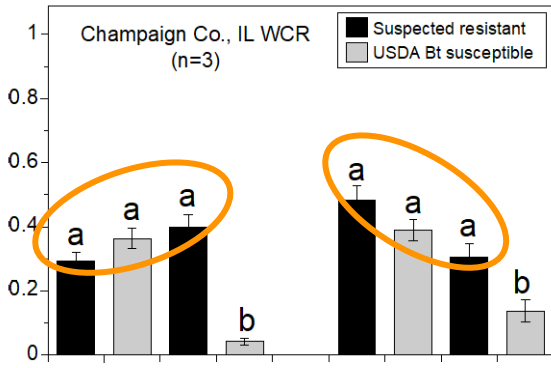 1
Champaign Co., IL WCR
(n=3)
Suspected resistant
USDA Bt susceptible
0.8
0.6
0.4
0.2
0
a
a
a
b
a
a
a
b